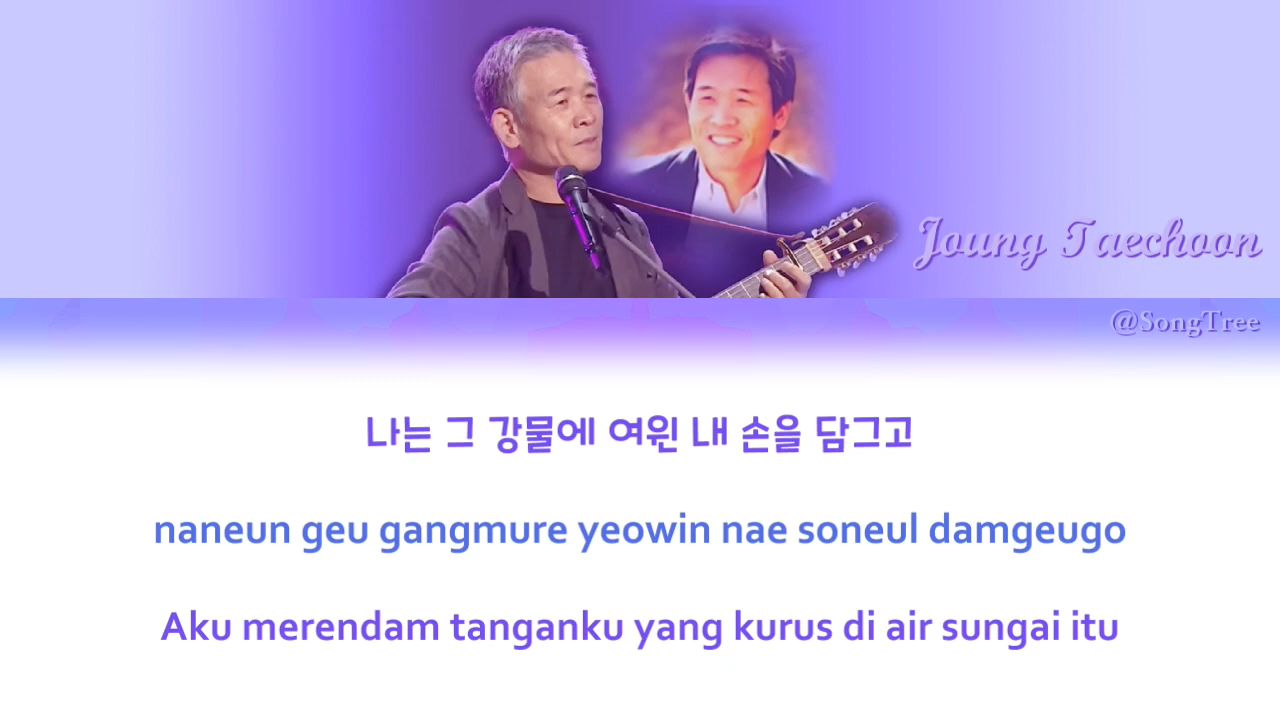 Joung Taechoon
@SongTree
나는 그 강물에 여윈 내 손을 담그고
naneun geu gangmure yeowin nae soneul damgeugo
Aku merendam tanganku yang kurus di air sungai itu